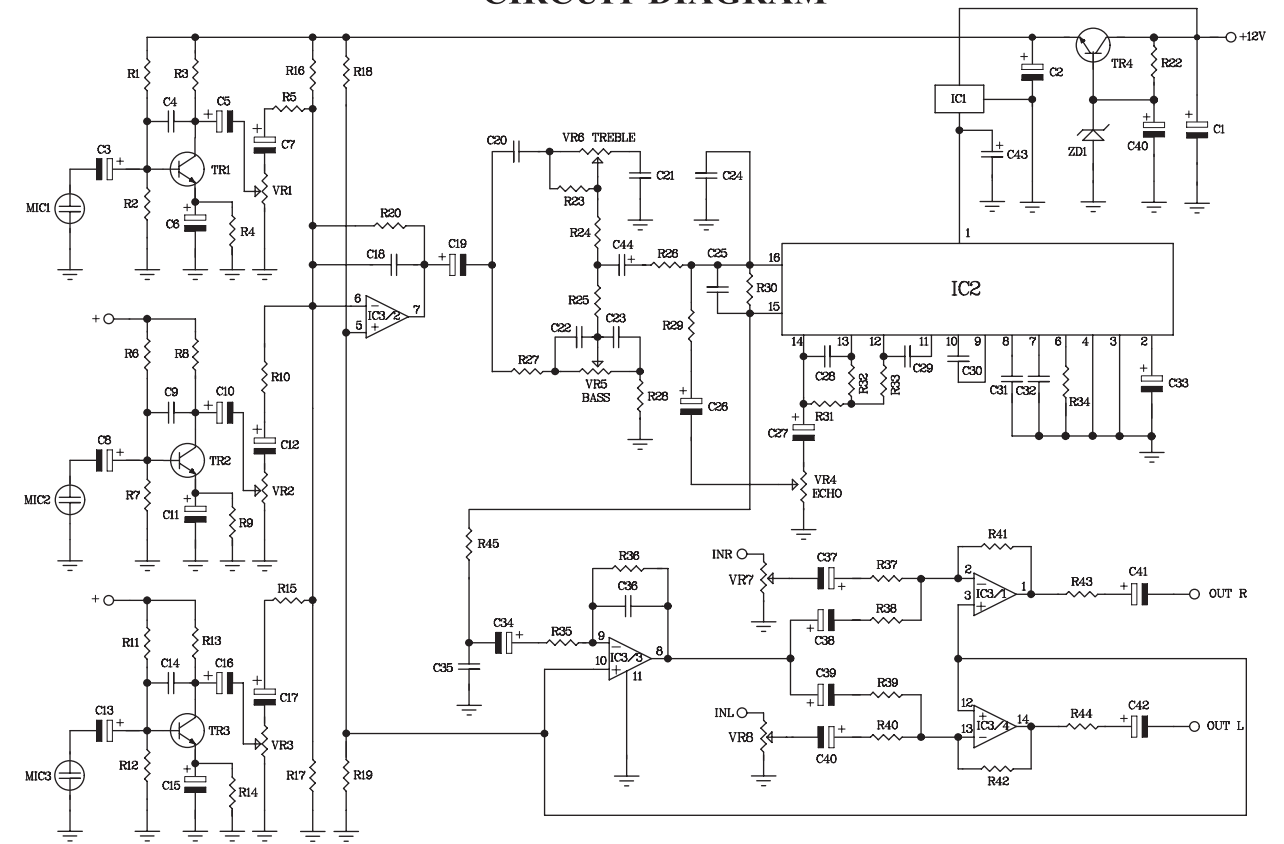 CIRCUIT DIAGRAM
+12V
R1
R3
R16
R18
C2
TR4
R22
C4
C5
R5
IC1
C1
C3
C7
C20
VR6 TREBLE
C43
ZD1
C40
TR1
VR1
C21
C24
R2
R23
MIC1
C6
R4
R20
R24
1
C18
C19
C44
R26
C25
16
IC2
R30
R25
15
6
IC3/2
7
5
C22
C23
R29
14
13
12
11
10
9
8
7
6
4
3
2
R6
R8
C28
C29
C30
R27
VR5
BASS
R32
R33
C31
C32
R34
C33
R10
R28
C9
C10
R31
C26
C27
C8
C12
TR2
VR4
ECHO
R7
VR2
MIC2
C11
R9
R45
R41
R36
INR
C37
R37
VR7
2
IC3/1
1
3
R43
C41
OUT R
C36
R15
C38
R38
R11
R13
C34
R35
9
IC3/3
8
10
11
C35
C14
C16
C17
C39
R39
C13
TR3
VR3
INL
VR8
C40
R40
12
IC3/4
14
13
R44
C42
OUT L
R12
MIC3
C15
R14
R17
R19
R42